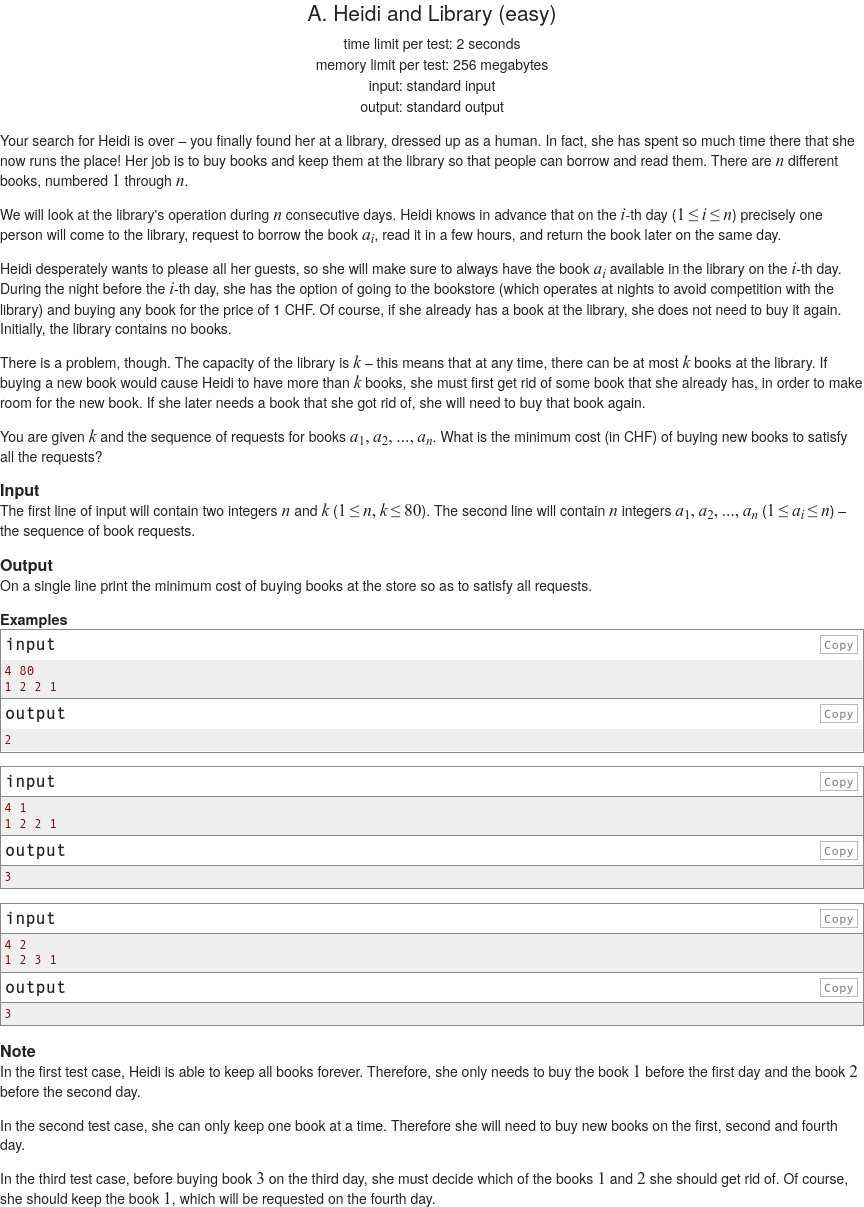 A. Heidi and Library (easy)
time limit per test: 2 seconds
memory limit per test: 256 megabytes
input: standard input
output: standard output
Your search for Heidi is over – you finally found her at a library, dressed up as a human. In fact, she has spent so much time there that she
now runs the place! Her job is to buy books and keep them at the library so that people can borrow and read them. There are n different
books, numbered 1 through n.
We will look at the library's operation during n consecutive days. Heidi knows in advance that on the i-th day (1 ≤ i ≤ n) precisely one
person will come to the library, request to borrow the book a_i, read it in a few hours, and return the book later on the same day.
Heidi desperately wants to please all her guests, so she will make sure to always have the book a_i available in the library on the i-th day.
During the night before the i-th day, she has the option of going to the bookstore (which operates at nights to avoid competition with the
library) and buying any book for the price of 1 CHF. Of course, if she already has a book at the library, she does not need to buy it again.
Initially, the library contains no books.
There is a problem, though. The capacity of the library is k – this means that at any time, there can be at most k books at the library. If
buying a new book would cause Heidi to have more than k books, she must first get rid of some book that she already has, in order to make
room for the new book. If she later needs a book that she got rid of, she will need to buy that book again.
You are given k and the sequence of requests for books a_1, a_2, ..., a_n. What is the minimum cost (in CHF) of buying new books to satisfy
all the requests?
Input
The first line of input will contain two integers n and k (1 ≤ n, k ≤ 80). The second line will contain n integers a_1, a_2, ..., a_n (1 ≤ a_i ≤ n) –
the sequence of book requests.
Output
On a single line print the minimum cost of buying books at the store so as to satisfy all requests.
Examples
input Copy
4 80
1 2 2 1
output Copy
2
input Copy
4 1
1 2 2 1
output Copy
3
input Copy
4 2
1 2 3 1
output Copy
3
Note
In the first test case, Heidi is able to keep all books forever. Therefore, she only needs to buy the book 1 before the first day and the book 2
before the second day.
In the second test case, she can only keep one book at a time. Therefore she will need to buy new books on the first, second and fourth
day.
In the third test case, before buying book 3 on the third day, she must decide which of the books 1 and 2 she should get rid of. Of course,
she should keep the book 1, which will be requested on the fourth day.